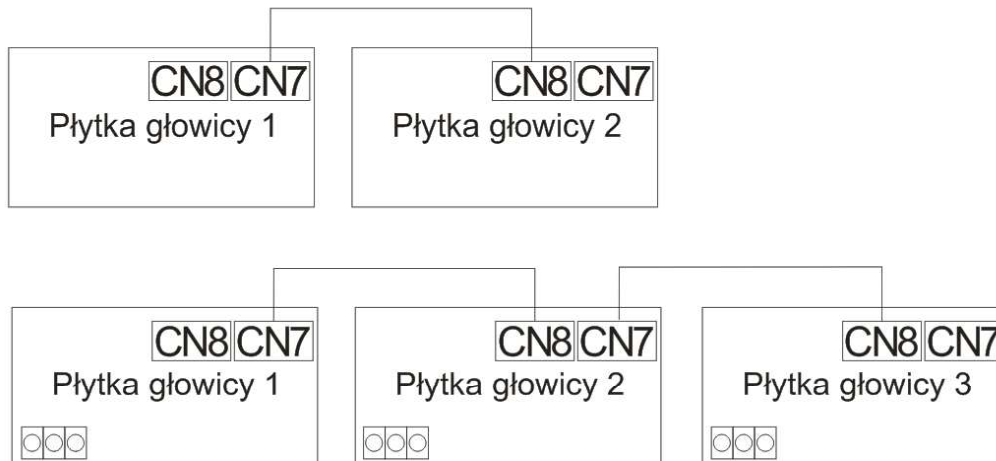 CN8 CN7 CN8 CN7
Płytka głowicy 1 Płytka głowicy 2
CN8 CN7 CN8 CN7 CN8 CN7
Płytka głowicy 1 Płytka głowicy 2 Płytka głowicy 3